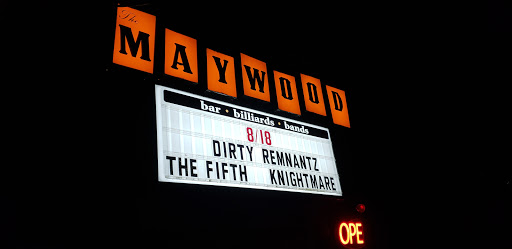 The
MAYWOOD
bar • billiards • bands
8/18
DIRTY REMNANTZ
THE FIFTH KNIGHTMARE
OPE